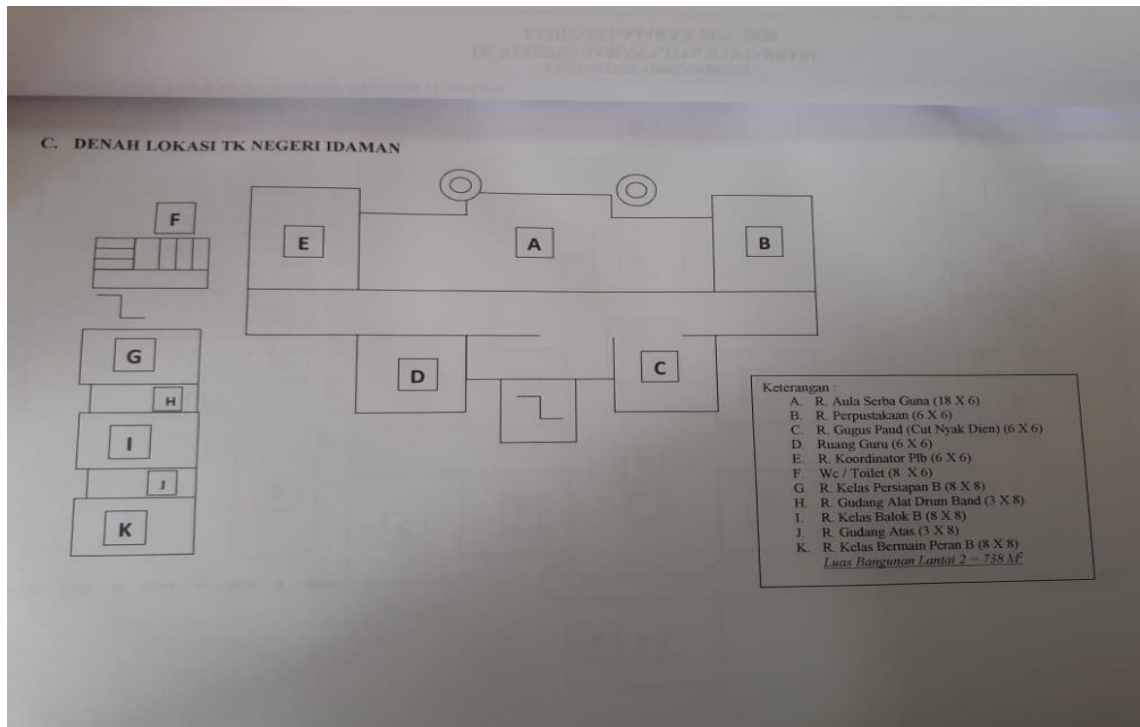 C. DENAH LOKASI TK NEGERI IDAMAN
F
E
A
B
G
H
I
J
K
D
C
Keterangan :
A. R. Aula Serba Guna (18 X 6)
B. R. Perpustakaan (6 X 6)
C. R. Gugus Paud (Cut Nyak Dien) (6 X 6)
D. Ruang Guru (6 X 6)
E. R. Koordinator Plb (6 X 6)
F. Wc / Toilet (8 X 6)
G. R. Kelas Persiapan B (8 X 8)
H. R. Gudang Alat Drum Band (3 X 8)
I. R. Kelas Balok B (8 X 8)
J. R. Gudang Atas (3 X 8)
K. R. Kelas Bermain Peran B (8 X 8)
Luas Bangunan Lantai 2 = 738 M²